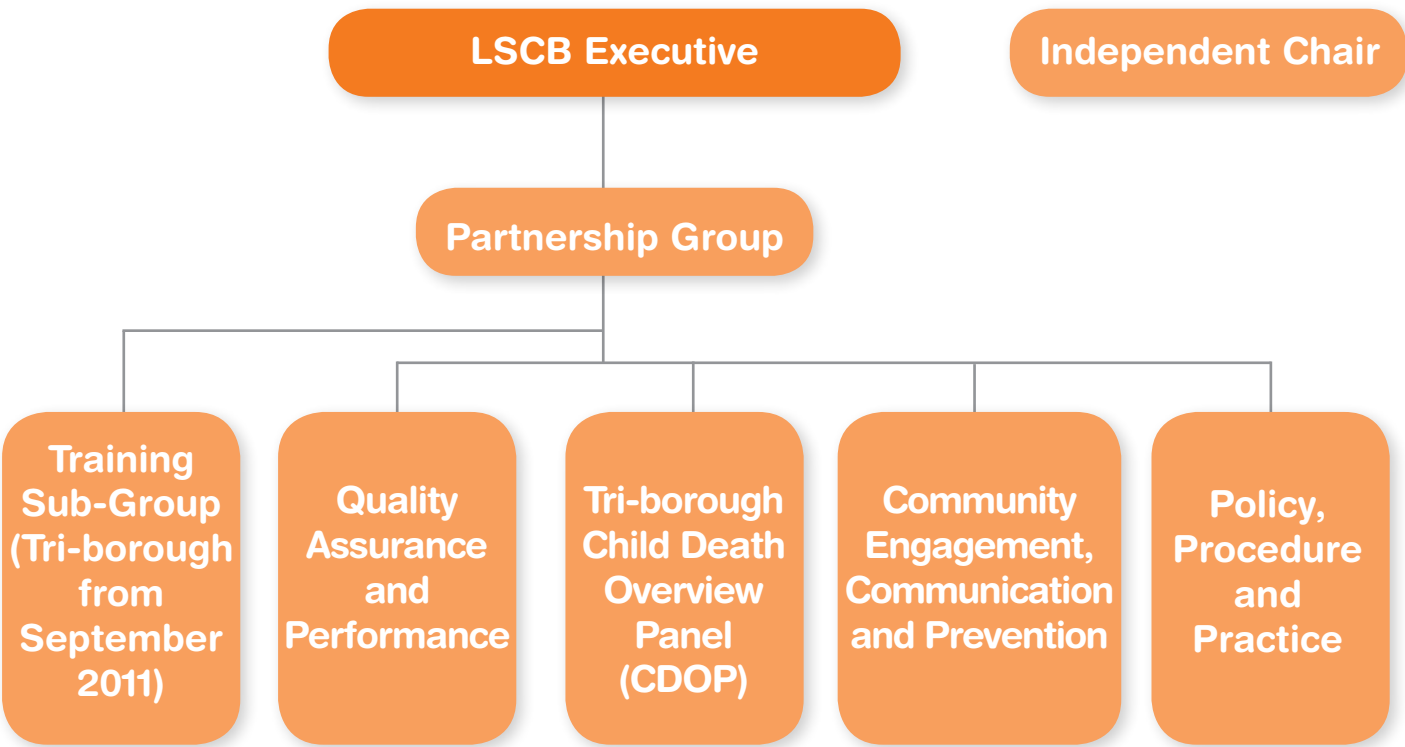 LSCB Executive
Independent Chair
Partnership Group
Training
Sub-Group
(Tri-borough
from
September
2011)
Quality
Assurance
and
Performance
Tri-borough
Child Death
Overview
Panel
(CDOP)
Community
Engagement,
Communication
and Prevention
Policy,
Procedure
and
Practice